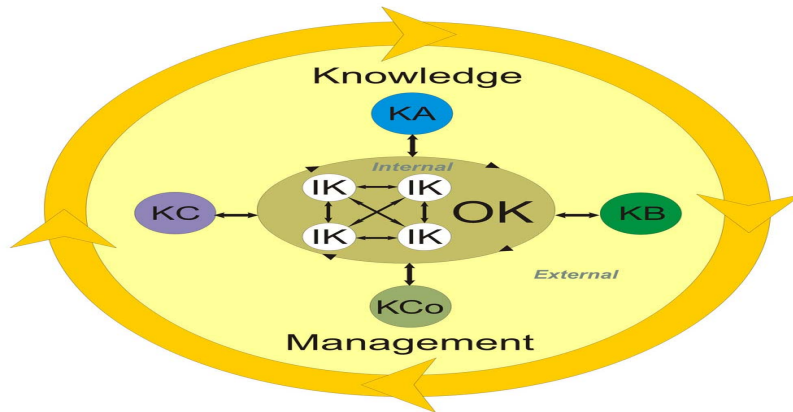 Knowledge
KA
Internal
IK IK
KC OK KB
IK IK
External
KCo
Management